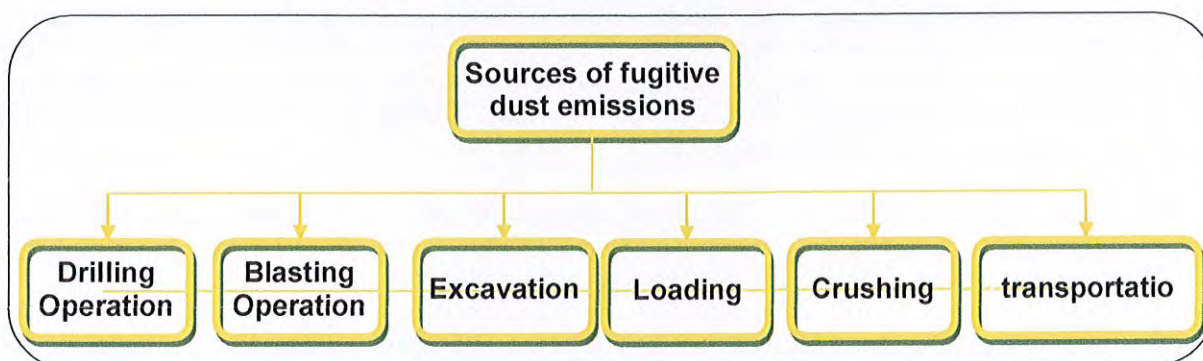 Sources of fugitive
dust emissions
Drilling
Operation
Blasting
Operation
Excavation
Loading
Crushing
transportatio